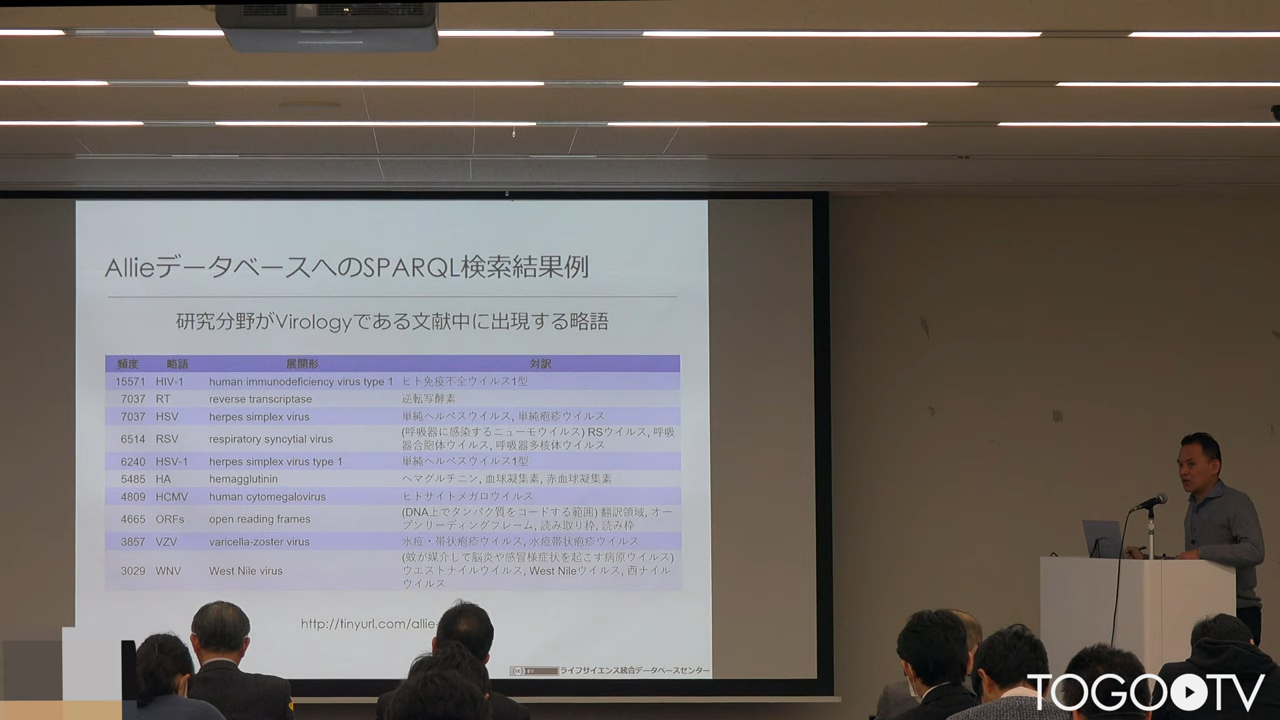 AllieデータベースへのSPARQL検索結果例
研究分野がVirologyである文献中に出現する略語
頻度 略語 展開形 対訳
15571 HIV-1 human immunodeficiency virus type 1 ヒト免疫不全ウイルス1型
7037 RT reverse transcriptase 逆転写酵素
7037 HSV herpes simplex virus 単純ヘルペスウイルス, 単純疱疹ウイルス
6514 RSV respiratory syncytial virus (呼吸器に感染するニューモウイルス) RSウイルス, 呼吸
器合胞体ウイルス, 呼吸器多核体ウイルス
6240 HSV-1 herpes simplex virus type 1 単純ヘルペスウイルス1型
5485 HA hemagglutinin ヘマグルチニン, 血球凝集素, 赤血球凝集素
4809 HCMV human cytomegalovirus ヒトサイトメガロウイルス
4665 ORFs open reading frames (DNA上でタンパク質をコードする範囲) 翻訳領域, オー
プンリーディングフレーム, 読み取り枠, 読み枠
3857 VZV varicella-zoster virus 水痘・帯状疱疹ウイルス, 水痘帯状疱疹ウイルス
3029 WNV West Nile virus (蚊が媒介して脳炎や感冒様症状を起こす病原ウイルス)
ウエストナイルウイルス, West Nileウイルス, 西ナイル
ウイルス
http://tinyurl.com/allie-
ライフサイエンス統合データベースセンター
TOGO TV